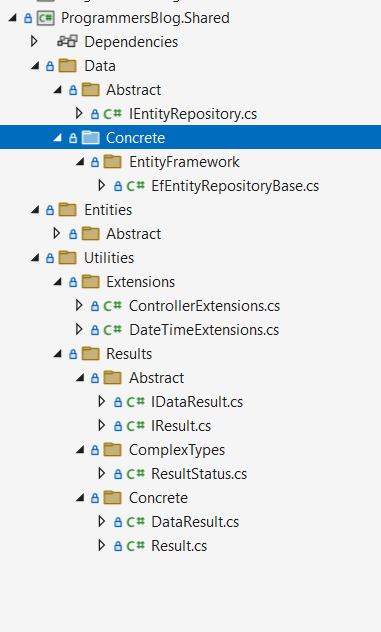 C# ProgrammersBlog.Shared
Dependencies
Data
Abstract
C# IEntityRepository.cs
Concrete
EntityFramework
C# EfEntityRepositoryBase.cs
Entities
Abstract
Utilities
Extensions
C# ControllerExtensions.cs
C# DateTimeExtensions.cs
Results
Abstract
C# IDataResult.cs
C# IResult.cs
ComplexTypes
C# ResultStatus.cs
Concrete
C# DataResult.cs
C# Result.cs